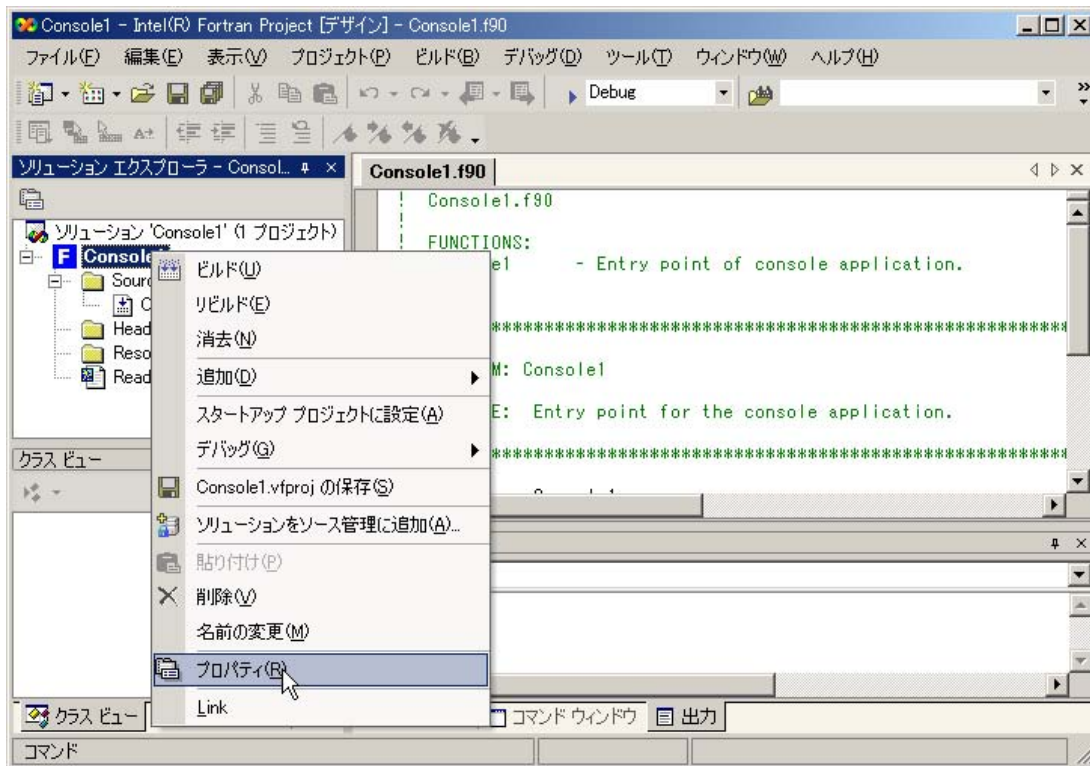 Console1 - Intel(R) Fortran Project [デザイン] - Console1.f90
ファイル(F) 編集(E) 表示(V) プロジェクト(P) ビルド(B) デバッグ(D) ツール(T) ウィンドウ(W) ヘルプ(H)
Debug
ソリューション エクスプローラ - Consol...
ソリューション 'Console1' (1 プロジェクト)
Console1
Sour
C
Head
Reso
Read
クラス ビュー
ビルド(U)
リビルド(E)
消去(N)
追加(D)
スタートアップ プロジェクトに設定(A)
デバッグ(G)
Console1.vfproj の保存(S)
ソリューションをソース管理に追加(A)...
貼り付け(P)
削除(V)
名前の変更(M)
プロパティ(R)
Link
Console1.f90
! Console1.f90
!
! FUNCTIONS:
e1 - Entry point of console application.
****************************************************
M: Console1
E: Entry point for the console application.
****************************************************
クラス ビュー
コマンド ウィンドウ
出力
コマンド